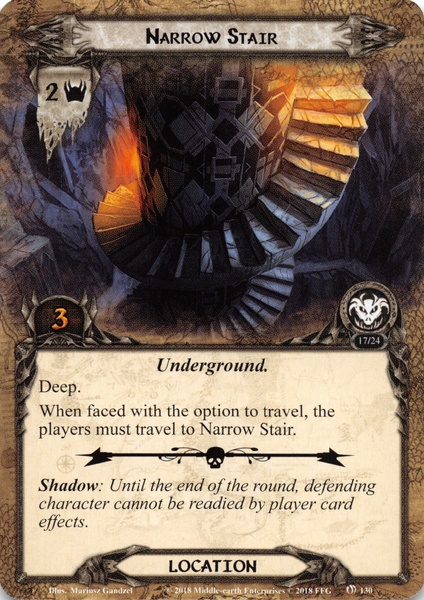 NARROW STAIR
2
3
17/24
Underground.
Deep.
When faced with the option to travel, the
players must travel to Narrow Stair.
Shadow: Until the end of the round, defending
character cannot be readied by player card
effects.
LOCATION
Illus. Mariusz Gandzel
© 2018 Middle-earth Enterprises © 2018 FFG
130